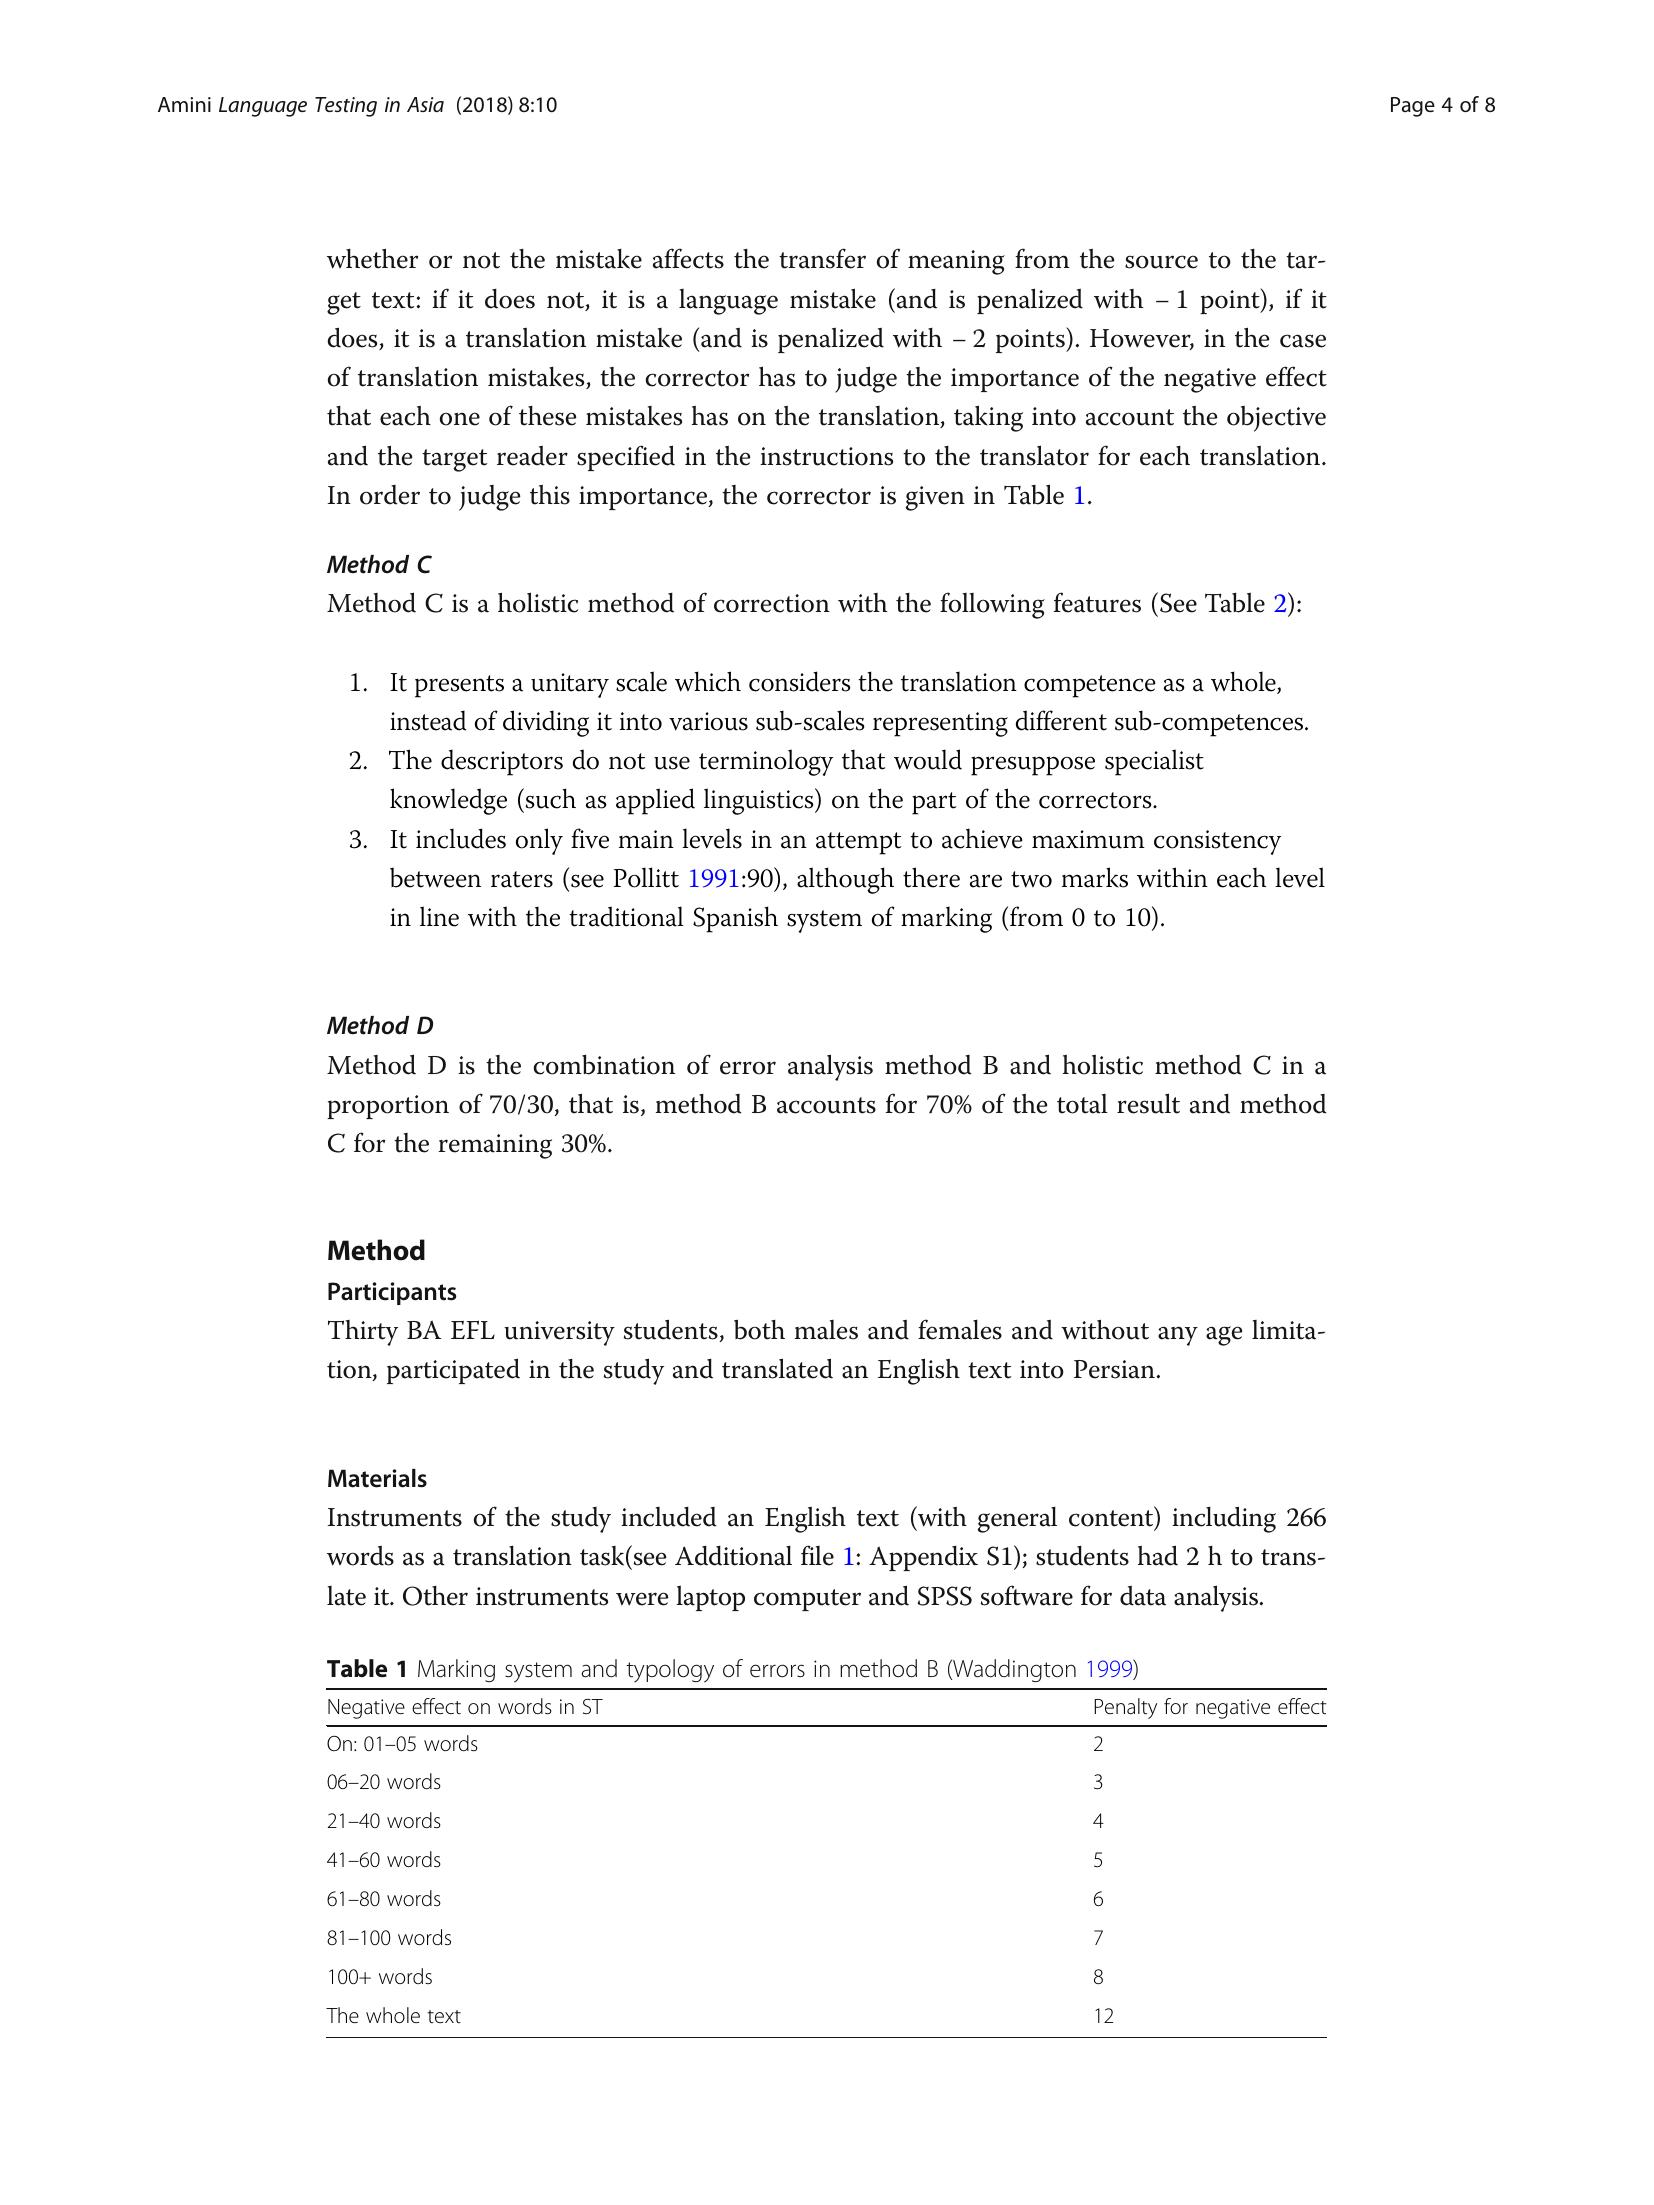 Amini Language Testing in Asia (2018) 8:10
Page 4 of 8
whether or not the mistake affects the transfer of meaning from the source to the tar-
get text: if it does not, it is a language mistake (and is penalized with – 1 point), if it
does, it is a translation mistake (and is penalized with – 2 points). However, in the case
of translation mistakes, the corrector has to judge the importance of the negative effect
that each one of these mistakes has on the translation, taking into account the objective
and the target reader specified in the instructions to the translator for each translation.
In order to judge this importance, the corrector is given in Table 1.
Method C
Method C is a holistic method of correction with the following features (See Table 2):
1. It presents a unitary scale which considers the translation competence as a whole,
instead of dividing it into various sub-scales representing different sub-competences.
2. The descriptors do not use terminology that would presuppose specialist
knowledge (such as applied linguistics) on the part of the correctors.
3. It includes only five main levels in an attempt to achieve maximum consistency
between raters (see Pollitt 1991:90), although there are two marks within each level
in line with the traditional Spanish system of marking (from 0 to 10).
Method D
Method D is the combination of error analysis method B and holistic method C in a
proportion of 70/30, that is, method B accounts for 70% of the total result and method
C for the remaining 30%.
Method
Participants
Thirty BA EFL university students, both males and females and without any age limita-
tion, participated in the study and translated an English text into Persian.
Materials
Instruments of the study included an English text (with general content) including 266
words as a translation task(see Additional file 1: Appendix S1); students had 2 h to trans-
late it. Other instruments were laptop computer and SPSS software for data analysis.
Table 1 Marking system and typology of errors in method B (Waddington 1999)
Negative effect on words in ST Penalty for negative effect
On: 01–05 words 2
06–20 words 3
21–40 words 4
41–60 words 5
61–80 words 6
81–100 words 7
100+ words 8
The whole text 12